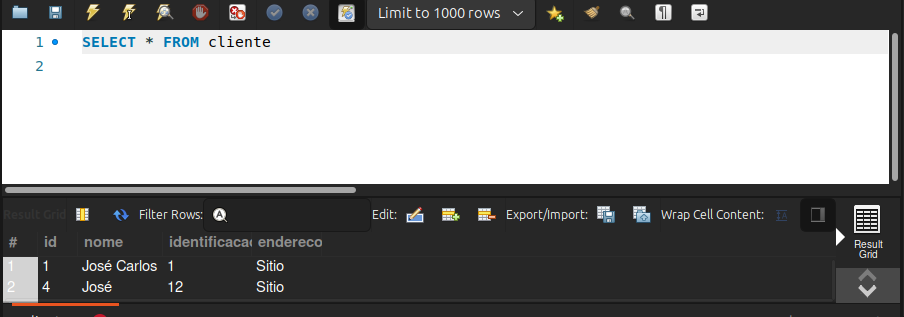 Limit to 1000 rows
1 SELECT * FROM cliente
2
Result Grid Filter Rows: Edit: Export/Import: Wrap Cell Content:
Result
Grid
# id nome identificacao endereco
1 1 José Carlos 1 Sitio
2 4 José 12 Sitio